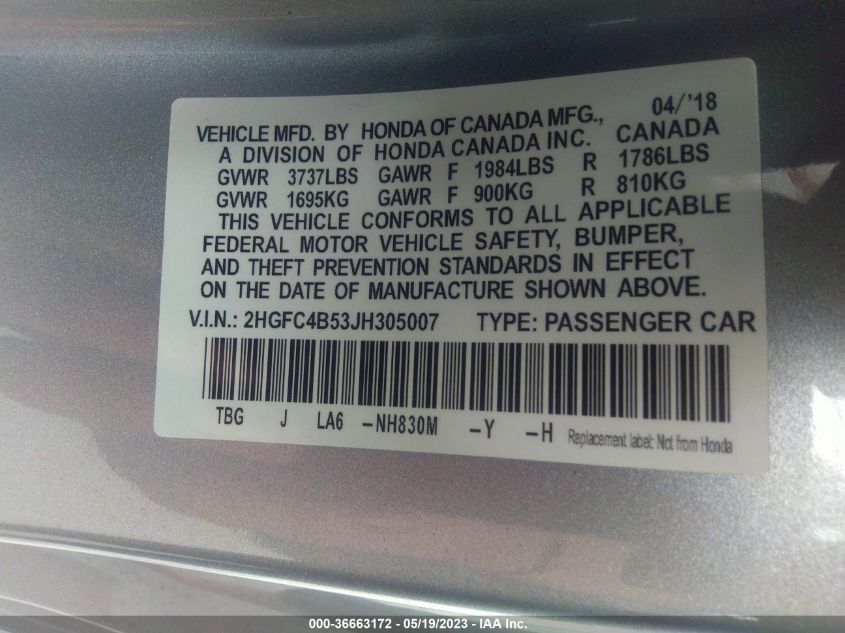 04/'18
VEHICLE MFD. BY HONDA OF CANADA MFG.,
A DIVISION OF HONDA CANADA INC. CANADA
GVWR 3737LBS GAWR F 1984LBS R 1786LBS
GVWR 1695KG GAWR F 900KG R 810KG
THIS VEHICLE CONFORMS TO ALL APPLICABLE
FEDERAL MOTOR VEHICLE SAFETY, BUMPER,
AND THEFT PREVENTION STANDARDS IN EFFECT
ON THE DATE OF MANUFACTURE SHOWN ABOVE.
V.I.N.: 2HGFC4B53JH305007 TYPE: PASSENGER CAR
TBG J LA6 -NH830M -Y -H Replacement label: Not from Honda
000-36663172 - 05/19/2023 - IAA Inc.